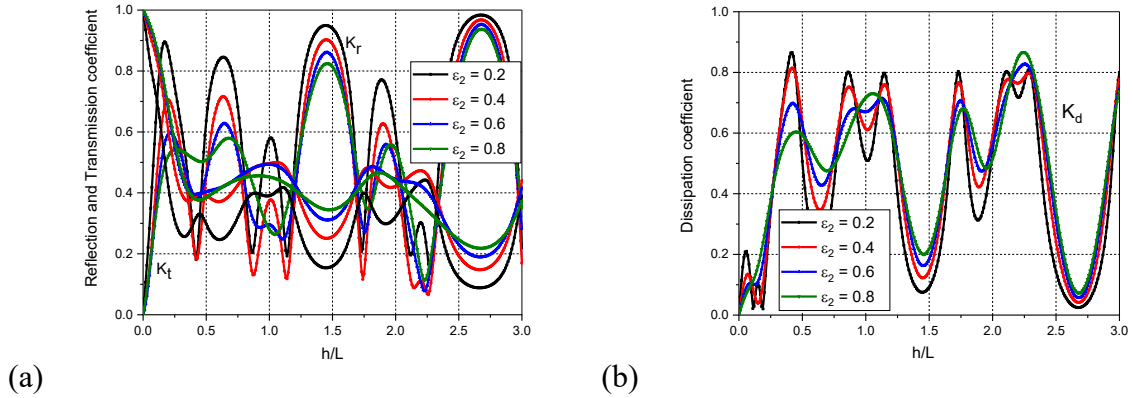 Reflection and Transmission coefficient
1.0
0.8
0.6
0.4
0.2
0.0
0.0 0.5 1.0 1.5 2.0 2.5 3.0
h/L
Kr
Kt
ε2 = 0.2
ε2 = 0.4
ε2 = 0.6
ε2 = 0.8
(a)
Dissipation coefficient
1.0
0.8
0.6
0.4
0.2
0.0
0.0 0.5 1.0 1.5 2.0 2.5 3.0
h/L
Kd
ε2 = 0.2
ε2 = 0.4
ε2 = 0.6
ε2 = 0.8
(b)